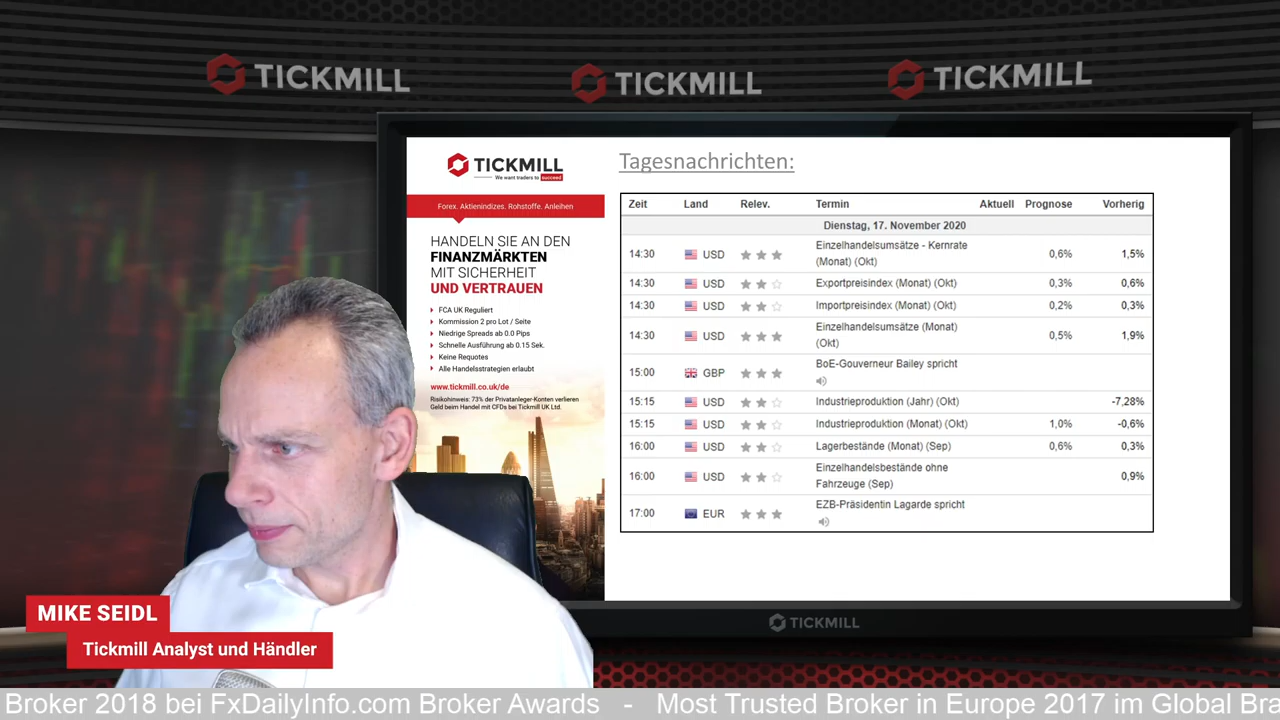 TICKMILL TICKMILL TICKMILL
TICKMILL
We want traders to succeed
Forex. Aktienindizes. Rohstoffe. Anleihen
HANDELN SIE AN DEN
FINANZMÄRKTEN
MIT SICHERHEIT
UND VERTRAUEN
FCA UK Reguliert
Kommission 2 pro Lot / Seite
Niedrige Spreads ab 0.0 Pips
Schnelle Ausführung ab 0.15 Sek.
Keine Requotes
Alle Handelsstrategien erlaubt
www.tickmill.co.uk/de
Risikohinweis: 73% der Privatanleger-Konten verlieren
Geld beim Handel mit CFDs bei Tickmill UK Ltd.
Tagesnachrichten:
Zeit Land Relev. Termin Aktuell Prognose Vorherig
Dienstag, 17. November 2020
14:30 USD Einzelhandelsumsätze - Kernrate 0,6% 1,5%
(Monat) (Okt)
14:30 USD Exportpreisindex (Monat) (Okt) 0,3% 0,6%
14:30 USD Importpreisindex (Monat) (Okt) 0,2% 0,3%
14:30 USD Einzelhandelsumsätze (Monat) 0,5% 1,9%
(Okt)
15:00 GBP BoE-Gouverneur Bailey spricht
15:15 USD Industrieproduktion (Jahr) (Okt) -7,28%
15:15 USD Industrieproduktion (Monat) (Okt) 1,0% -0,6%
16:00 USD Lagerbestände (Monat) (Sep) 0,6% 0,3%
16:00 USD Einzelhandelsbestände ohne 0,9%
Fahrzeuge (Sep)
17:00 EUR EZB-Präsidentin Lagarde spricht
TICKMILL
MIKE SEIDL
Tickmill Analyst und Händler
Broker 2018 bei FxDailyInfo.com Broker Awards - Most Trusted Broker in Europe 2017 im Global Bra